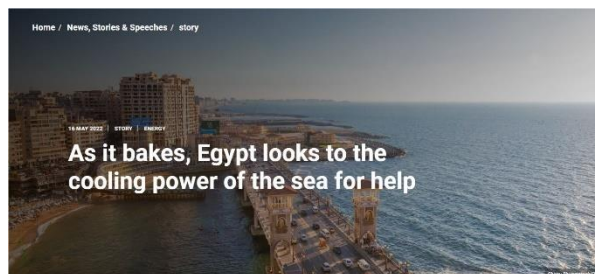 Home / News, Stories & Speeches / story
16 MAY 2022 | STORY | ENERGY
As it bakes, Egypt looks to the
cooling power of the sea for help